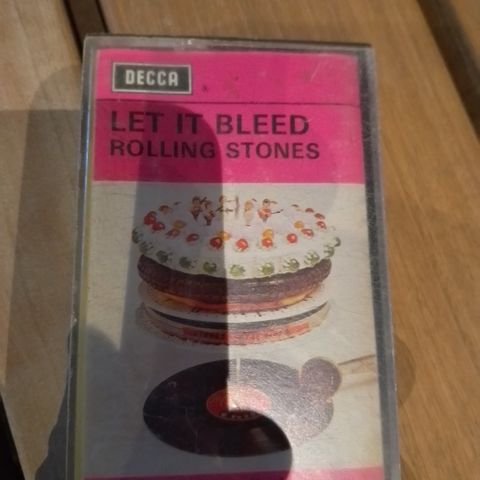 DECCA
LET IT BLEED
ROLLING STONES